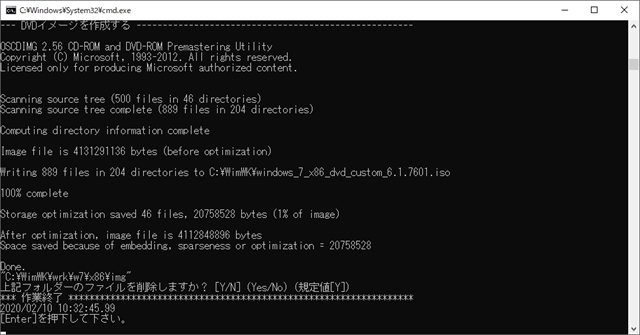 C:¥Windows¥System32¥cmd.exe
--- DVDイメージを作成する -----------------------------------------------------
OSCDIMG 2.56 CD-ROM and DVD-ROM Premastering Utility
Copyright (C) Microsoft, 1993-2012. All rights reserved.
Licensed only for producing Microsoft authorized content.
Scanning source tree (500 files in 46 directories)
Scanning source tree complete (889 files in 204 directories)
Computing directory information complete
Image file is 4131291136 bytes (before optimization)
Writing 889 files in 204 directories to C:¥WimWK¥windows_7_x86_dvd_custom_6.1.7601.iso
100% complete
Storage optimization saved 46 files, 20758528 bytes (1% of image)
After optimization, image file is 4112848896 bytes
Space saved because of embedding, sparseness or optimization = 20758528
Done.
"C:¥WimWK¥wrk¥w7¥x86¥img"
上記フォルダーのファイルを削除しますか？ [Y/N] (Yes/No) (規定値[Y])
*** 作業終了 ******************************************************************
2020/02/10 10:32:45.99
[Enter]を押下して下さい。